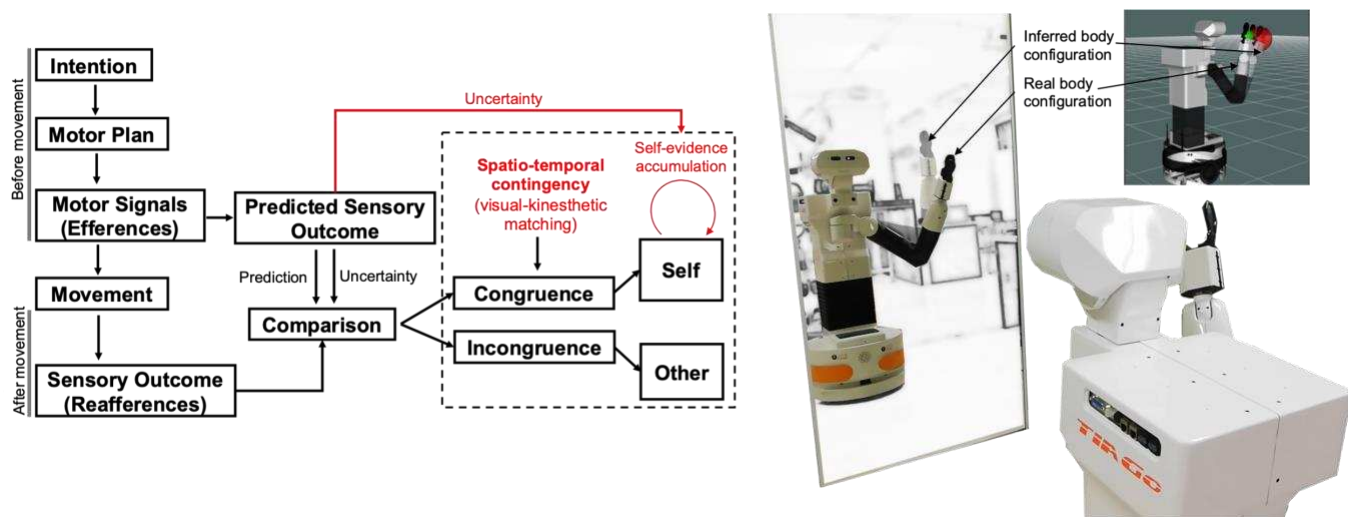 Before movement
After movement
Intention
Motor Plan
Motor Signals
(Efferences)
Movement
Sensory Outcome
(Reafferences)
Predicted Sensory
Outcome
Uncertainty
Prediction
Uncertainty
Comparison
Spatio-temporal
contingency
(visual-kinesthetic
matching)
Self-evidence
accumulation
Congruence
Incongruence
Self
Other
Inferred body
configuration
Real body
configuration
TIAGo